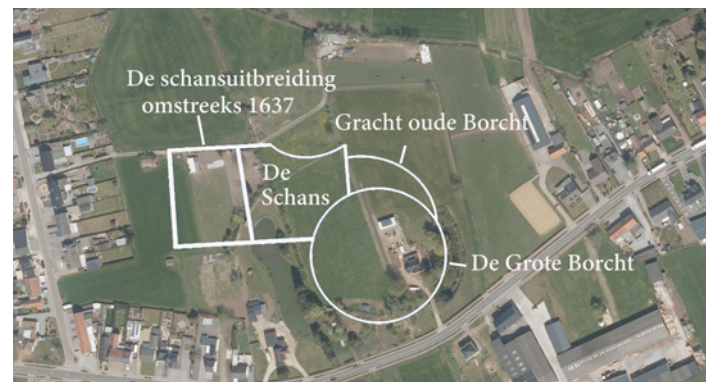 De schansuitbreiding
omstreeks 1637
Gracht oude Borcht
De
Schans
De Grote Borcht